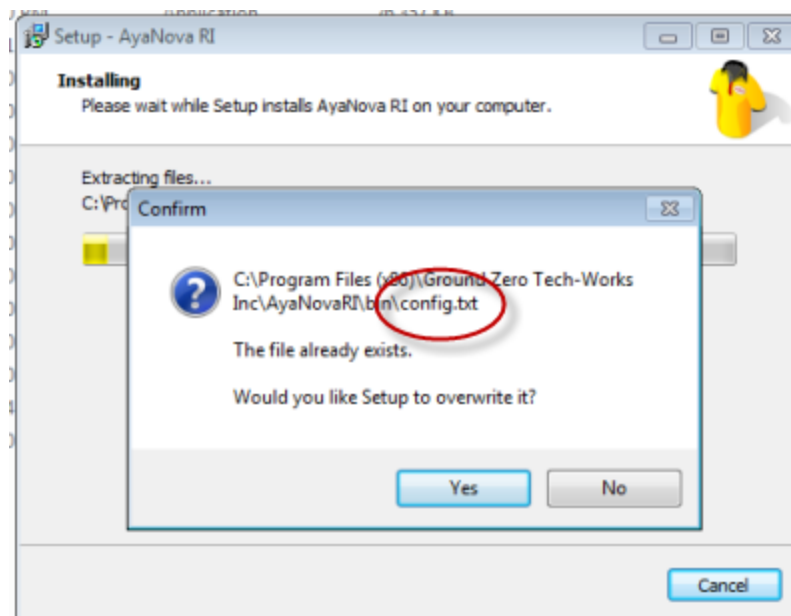 Setup - AyaNova RI
Installing
Please wait while Setup installs AyaNova RI on your computer.
Extracting files...
Confirm
C:\Program Files (x86)\Ground Zero Tech-Works
Inc\AyaNovaRI\bin\config.txt
The file already exists.
Would you like Setup to overwrite it?
Yes
No
Cancel